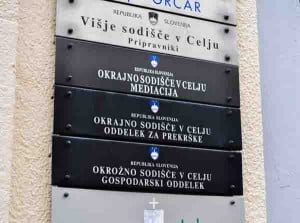 ORČAR
REPUBLIKA SLOVENIJA
Višje sodišče v Celju
Pripravniki
REPUBLIKA SLOVENIJA
OKRAJNO SODIŠČE V CELJU
MEDIACIJA
REPUBLIKA SLOVENIJA
OKRAJNO SODIŠČE V CELJU
ODDELEK ZA PREKRŠKE
REPUBLIKA SLOVENIJA
OKROŽNO SODIŠČE V CELJU
GOSPODARSKI ODDELEK